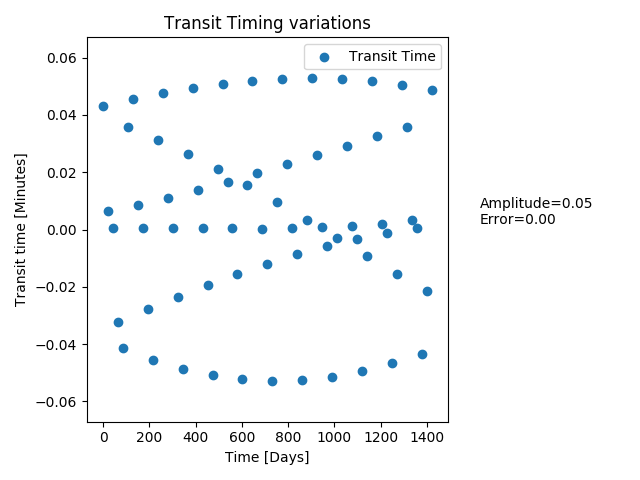 Transit Timing variations
Transit Time
Transit time [Minutes]
0.06
0.04
0.02
0.00
−0.02
−0.04
−0.06
0 200 400 600 800 1000 1200 1400
Time [Days]
Amplitude=0.05
Error=0.00